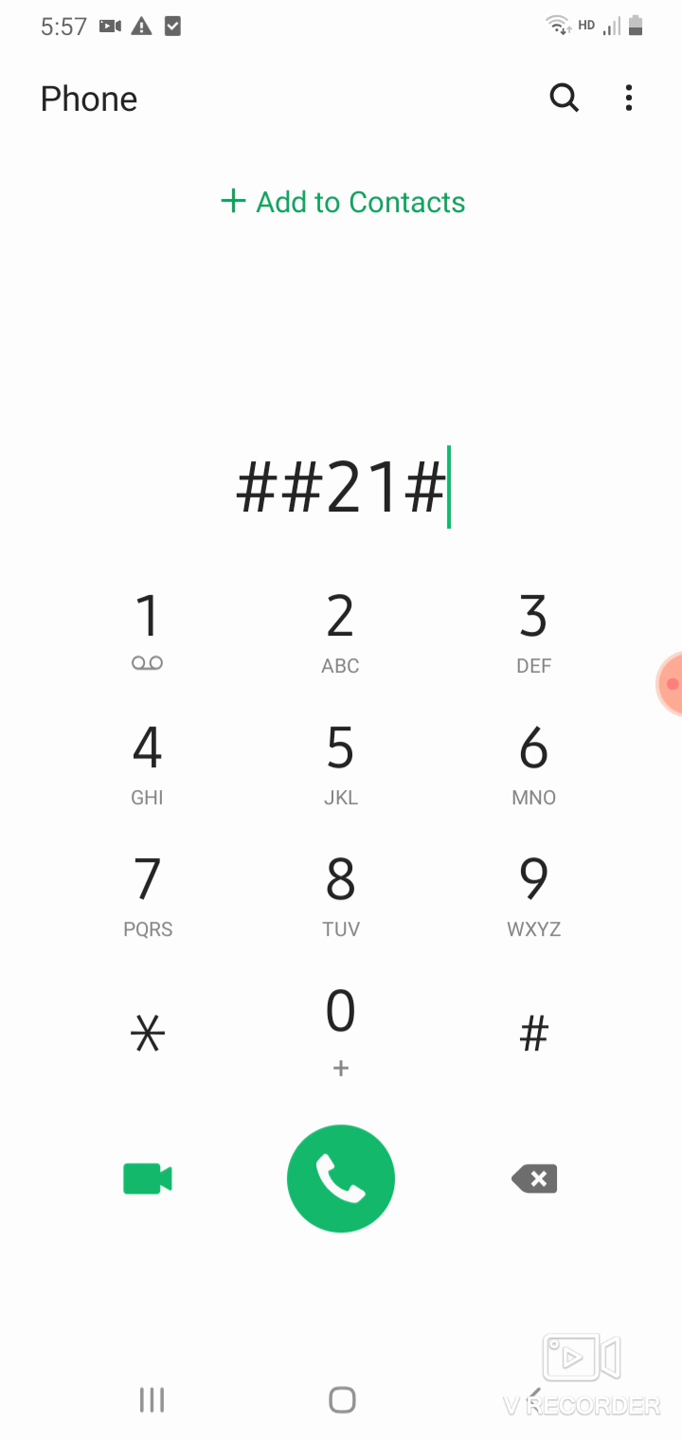 5:57 HD
Phone
+ Add to Contacts
##21#
1 2 3
ABC DEF
4 5 6
GHI JKL MNO
7 8 9
PQRS TUV WXYZ
* 0 #
+
V RECORDER